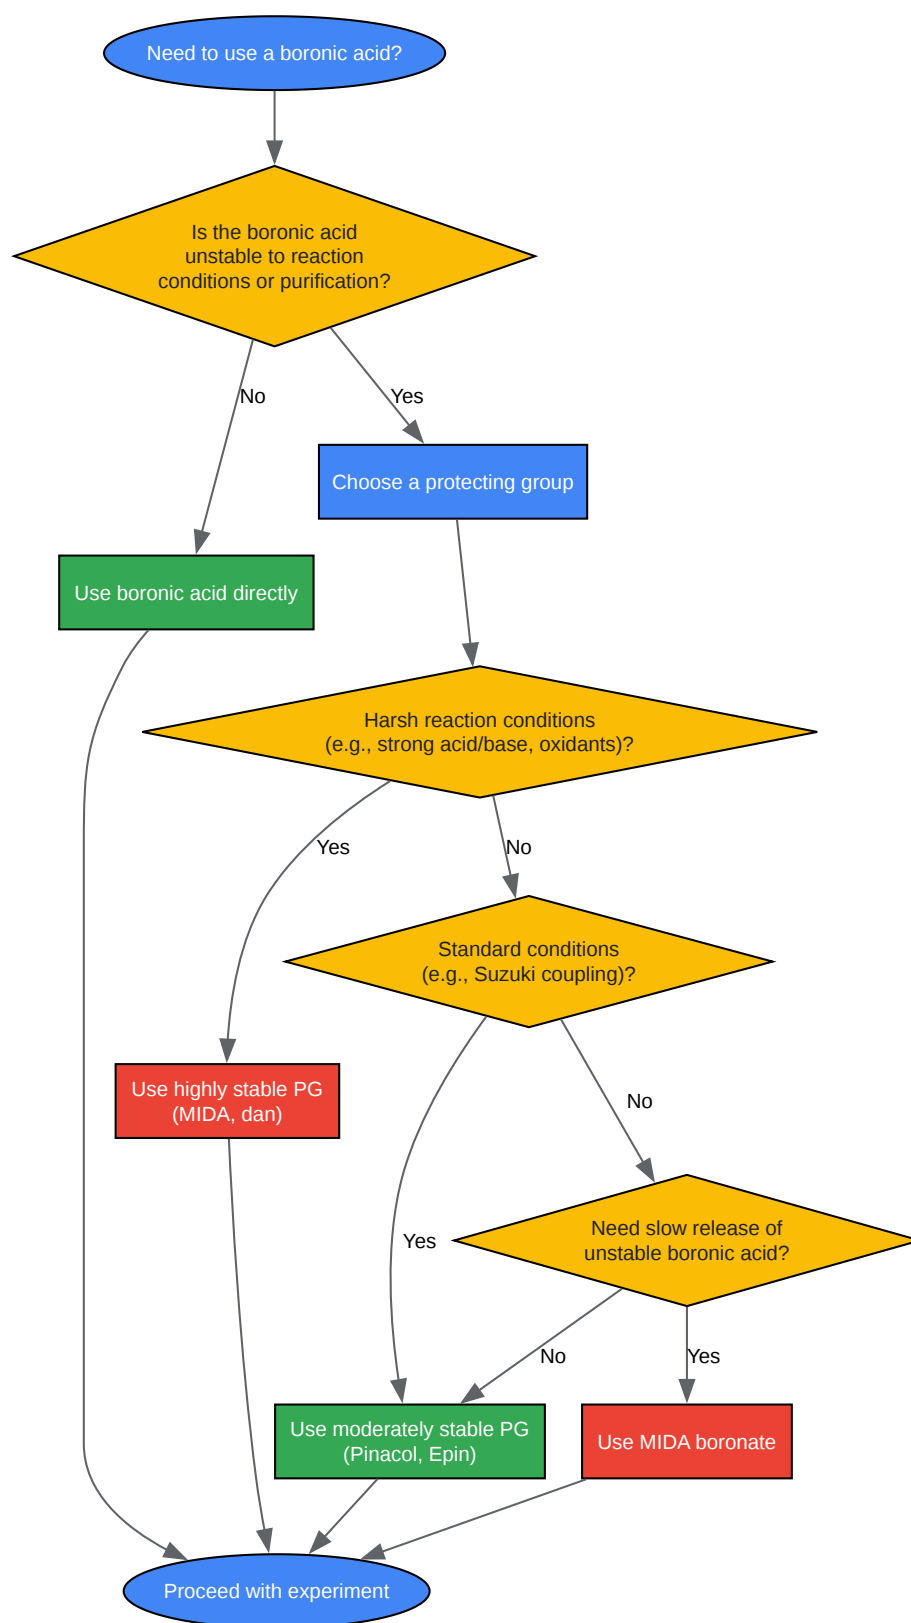 Need to use a boronic acid?
Is the boronic acid
unstable to reaction
conditions or purification?
No
Yes
Choose a protecting group
Use boronic acid directly
Harsh reaction conditions
(e.g., strong acid/base, oxidants)?
Yes
No
Standard conditions
(e.g., Suzuki coupling)?
Use highly stable PG
(MIDA, dan)
No
Yes
Need slow release of
unstable boronic acid?
No
Yes
Use moderately stable PG
(Pinacol, Epin)
Use MIDA boronate
Proceed with experiment